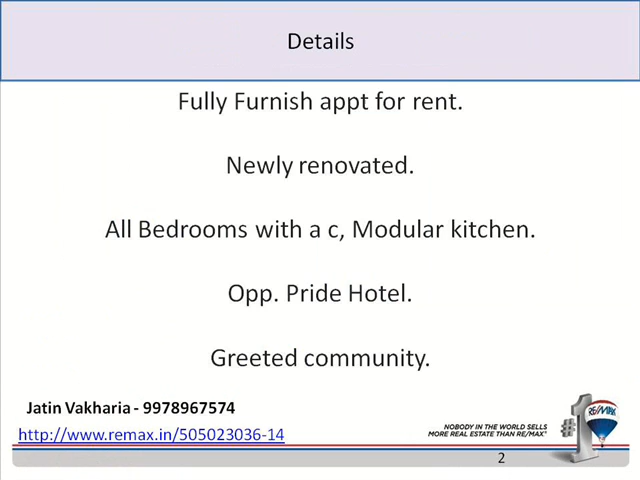 Details
Fully Furnish appt for rent.
Newly renovated.
All Bedrooms with a c, Modular kitchen.
Opp. Pride Hotel.
Greeted community.
Jatin Vakharia - 9978967574
http://www.remax.in/505023036-14
NOBODY IN THE WORLD SELLS
MORE REAL ESTATE THAN RE/MAX
#1
RE/MAX
2